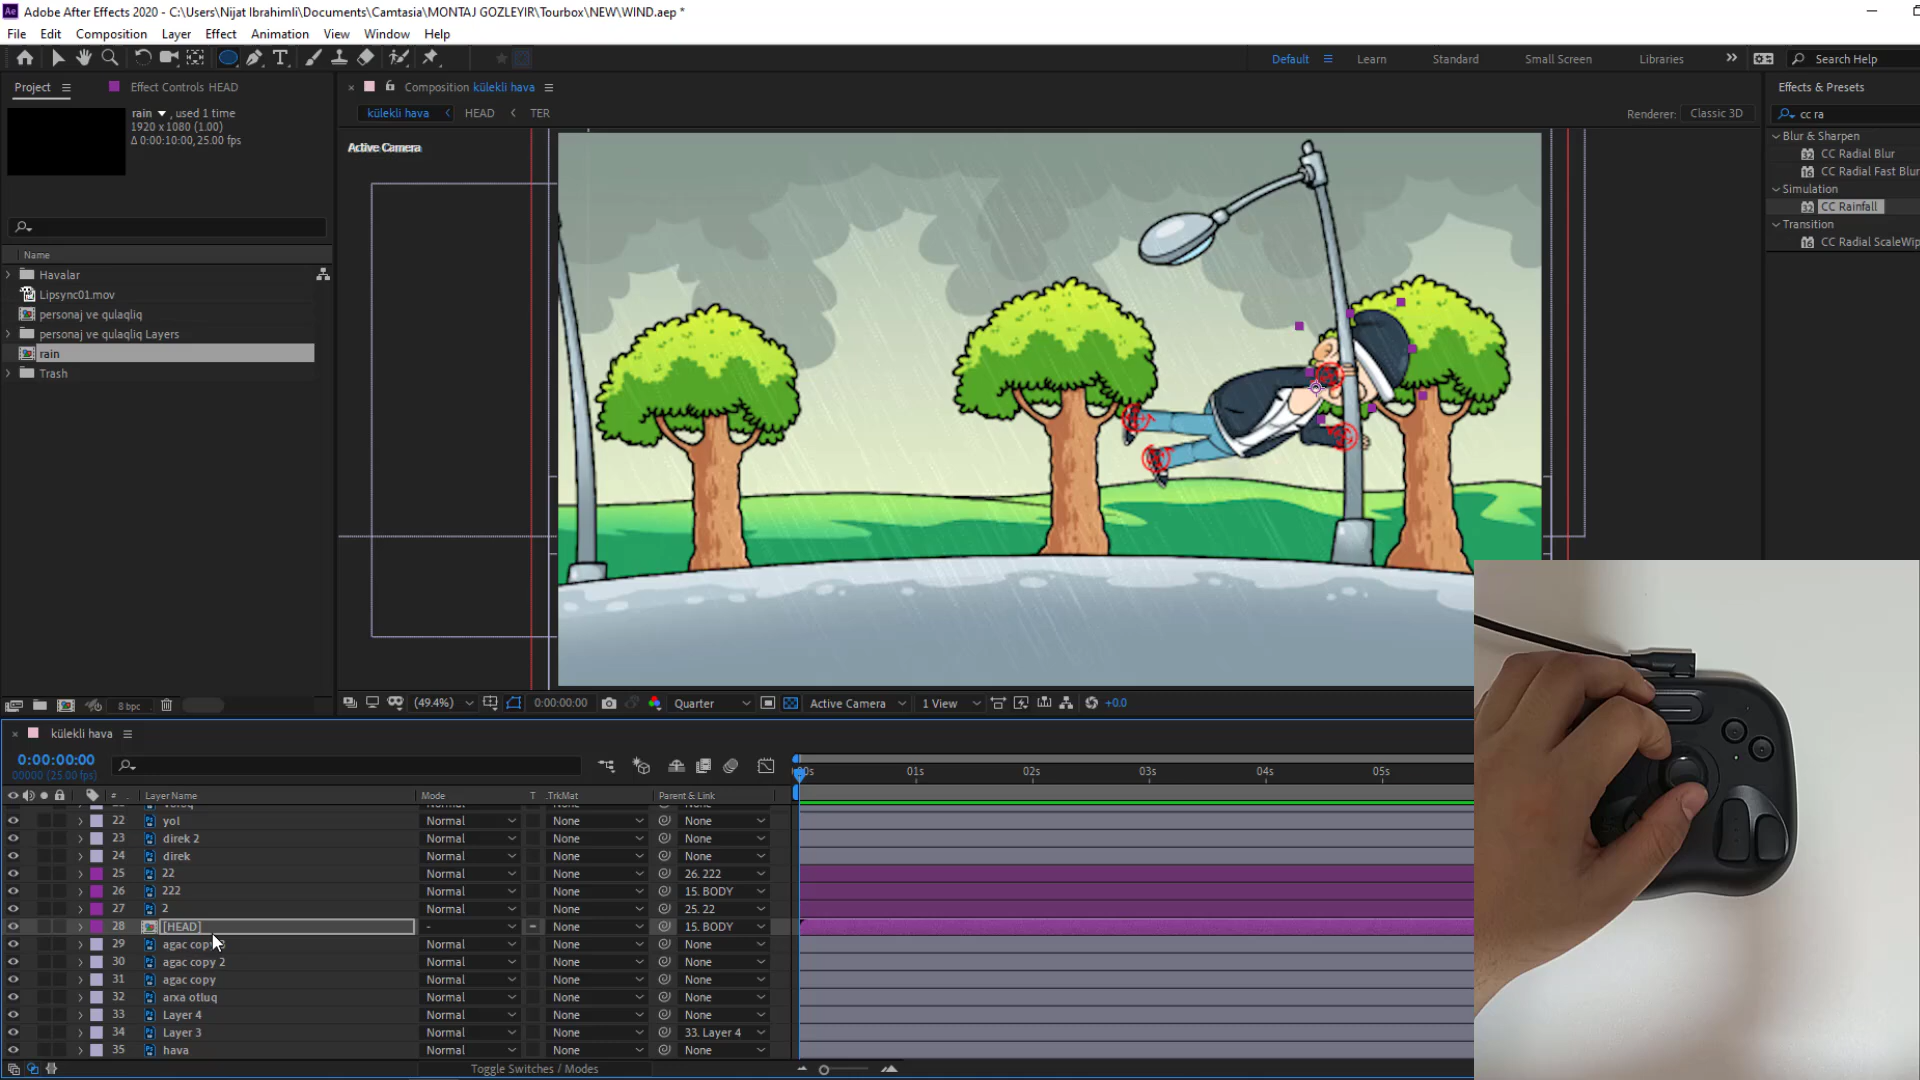 Adobe After Effects 2020 - C:\Users\Nijat Ibrahimli\Documents\Camtasia\MONTAJ GOZLEYIR\Tourbox\NEW\WIND.aep *
File Edit Composition Layer Effect Animation View Window Help
Default Learn Standard Small Screen Libraries Search Help
Project Effect Controls HEAD
Composition külekli hava
Effects & Presets
rain , used 1 time
1920 x 1080 (1.00)
Δ 0:00:10:00, 25.00 fps
külekli hava HEAD TER
Renderer: Classic 3D
cc ra
Active Camera
Blur & Sharpen
CC Radial Blur
CC Radial Fast Blur
Simulation
CC Rainfall
Transition
CC Radial ScaleWip
Name
Havalar
Lipsync01.mov
personaj ve qulaqliq
personaj ve qulaqliq Layers
rain
Trash
8 bpc
(49.4%) 0:00:00:00 Quarter Active Camera 1 View +0.0
külekli hava
0:00:00:00
00000 (25.00 fps)
00s 01s 02s 03s 04s 05s
# Layer Name Mode T .TrkMat Parent & Link
22 yol Normal None None
23 direk 2 Normal None None
24 direk Normal None None
25 22 Normal None 26. 222
26 222 Normal None 15. BODY
27 2 Normal None 25. 22
28 [HEAD] - None 15. BODY
29 agac copy 3 Normal None None
30 agac copy 2 Normal None None
31 agac copy Normal None None
32 arxa otluq Normal None None
33 Layer 4 Normal None None
34 Layer 3 Normal None 33. Layer 4
35 hava Normal None None
Toggle Switches / Modes